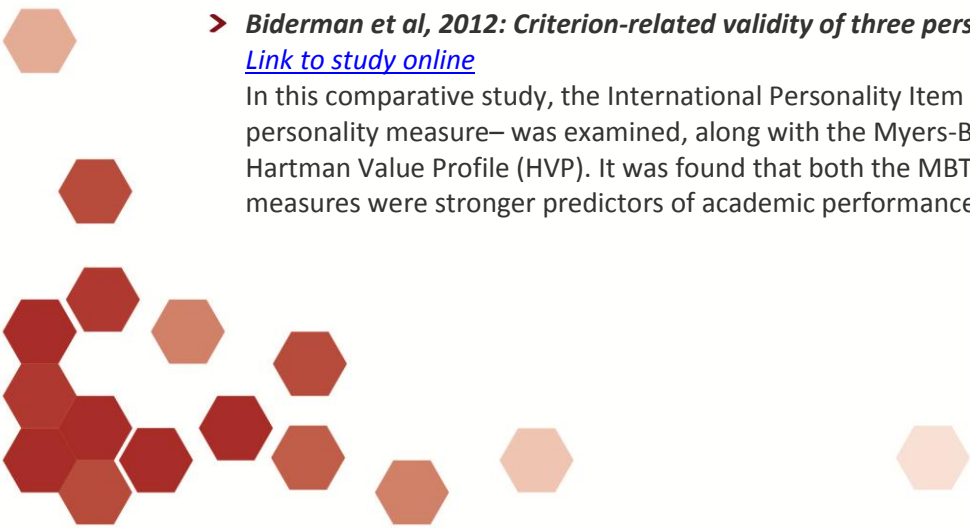 Biderman et al, 2012: Criterion-related validity of three pers
Link to study online
In this comparative study, the International Personality Item
personality measure– was examined, along with the Myers-B
Hartman Value Profile (HVP). It was found that both the MBT
measures were stronger predictors of academic performance